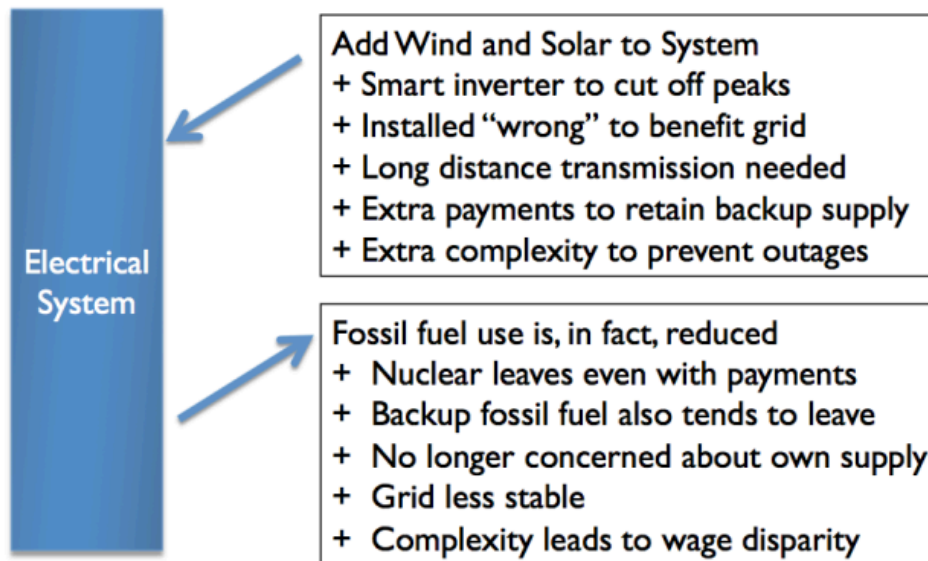 Electrical
System
Add Wind and Solar to System
+ Smart inverter to cut off peaks
+ Installed “wrong” to benefit grid
+ Long distance transmission needed
+ Extra payments to retain backup supply
+ Extra complexity to prevent outages
Fossil fuel use is, in fact, reduced
+ Nuclear leaves even with payments
+ Backup fossil fuel also tends to leave
+ No longer concerned about own supply
+ Grid less stable
+ Complexity leads to wage disparity